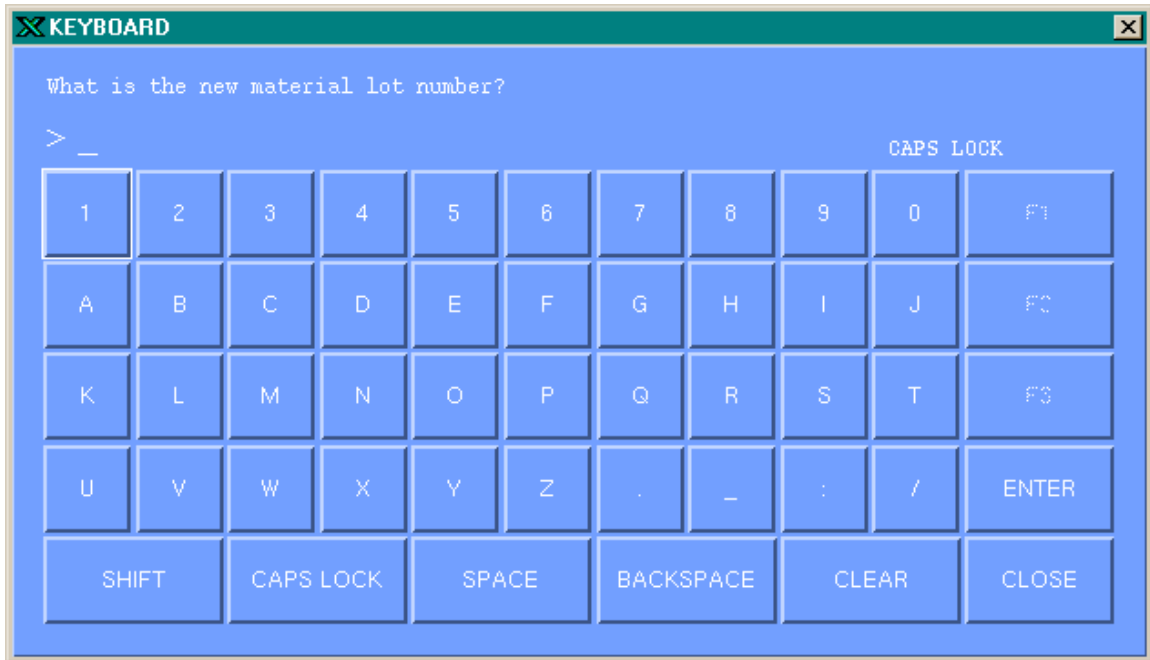 KEYBOARD
What is the new material lot number?
> _
CAPS LOCK
1 2 3 4 5 6 7 8 9 0 F1
A B C D E F G H I J F2
K L M N O P Q R S T F3
U V W X Y Z . _ : / ENTER
SHIFT CAPS LOCK SPACE BACKSPACE CLEAR CLOSE